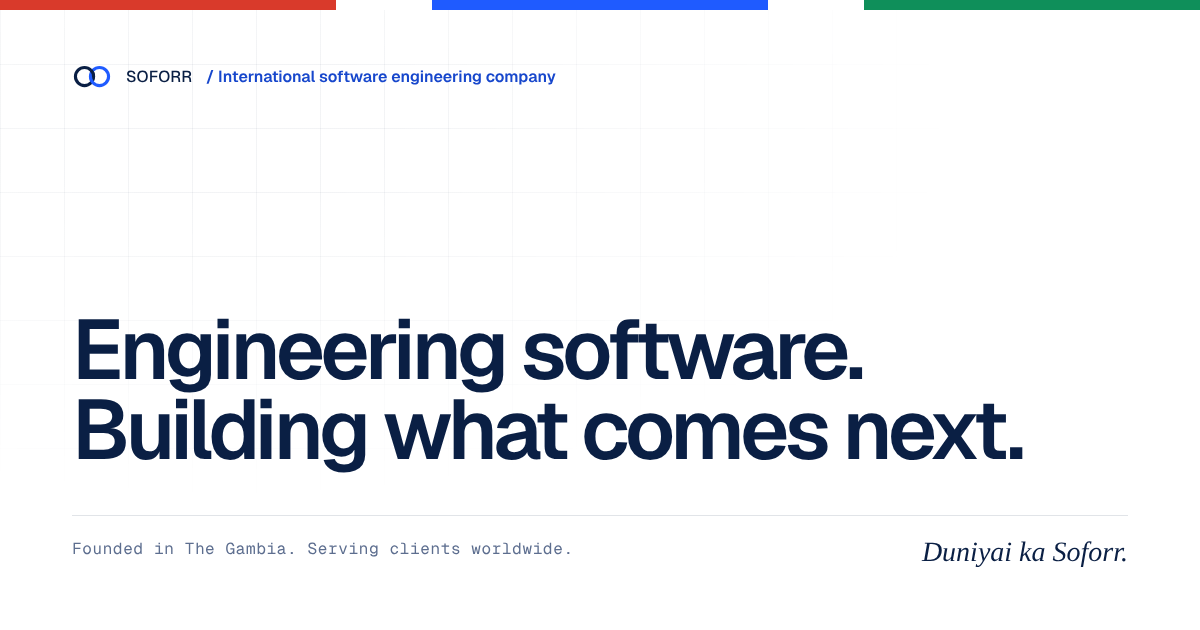 SOFORR / International software engineering company
Engineering software.
Building what comes next.
Founded in The Gambia. Serving clients worldwide.
Duniyai ka Soforr.